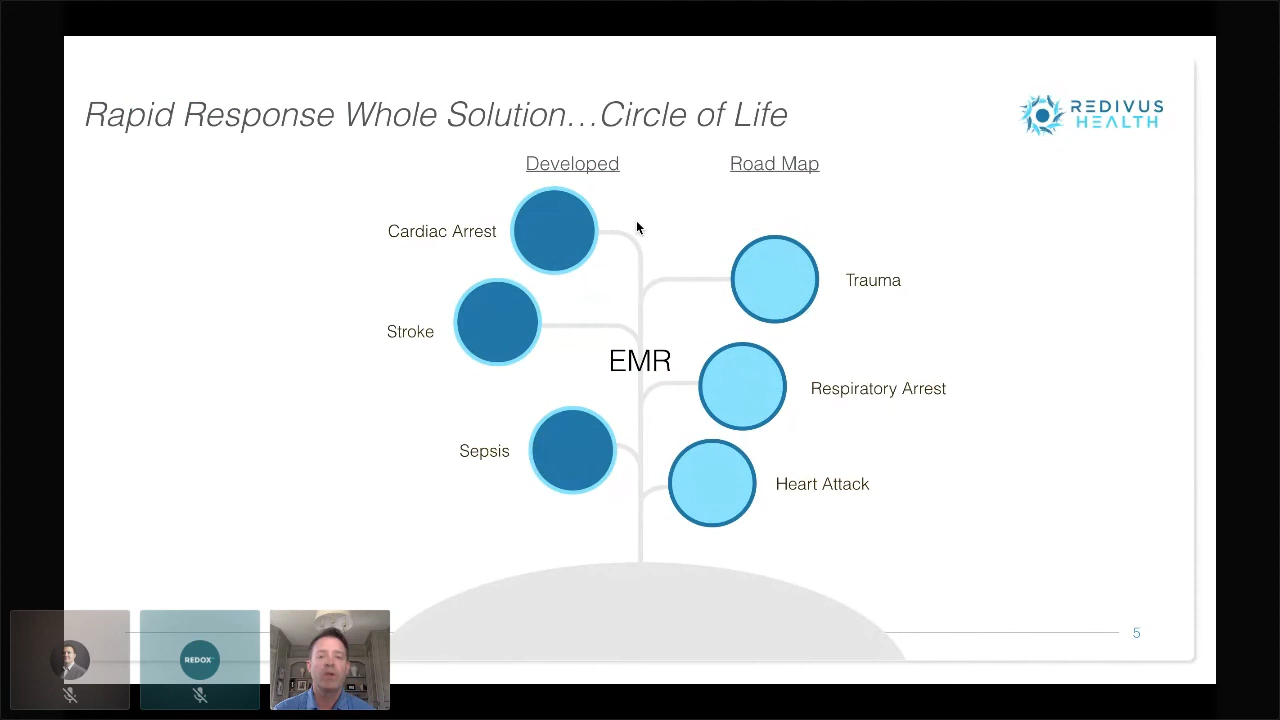 Rapid Response Whole Solution…Circle of Life
REDIVUS
HEALTH
Developed
Road Map
Cardiac Arrest
Trauma
Stroke
EMR
Respiratory Arrest
Sepsis
Heart Attack
5
REDOX